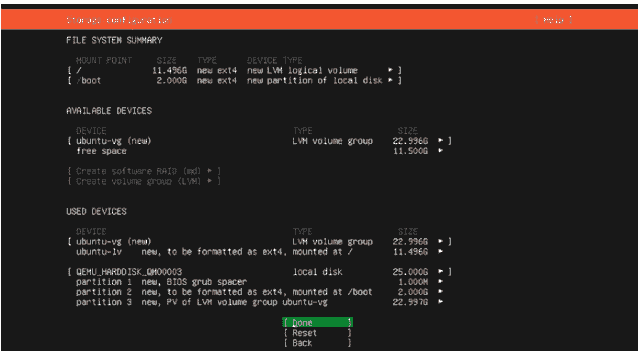 Storage configuration [ Help ]
FILE SYSTEM SUMMARY
MOUNT POINT SIZE TYPE DEVICE TYPE
[ / 11.496G new ext4 new LVM logical volume ▸ ]
[ /boot 2.000G new ext4 new partition of local disk ▸ ]
AVAILABLE DEVICES
DEVICE TYPE SIZE
[ ubuntu-vg (new) LVM volume group 22.996G ▸ ]
free space 11.500G ▸
[ Create software RAID (md) ▸ ]
[ Create volume group (LVM) ▸ ]
USED DEVICES
DEVICE TYPE SIZE
[ ubuntu-vg (new) LVM volume group 22.996G ▸ ]
ubuntu-lv new, to be formatted as ext4, mounted at / 11.496G ▸
[ QEMU_HARDDISK_QM00003 local disk 25.000G ▸ ]
partition 1 new, BIOS grub spacer 1.000M ▸
partition 2 new, to be formatted as ext4, mounted at /boot 2.000G ▸
partition 3 new, PV of LVM volume group ubuntu-vg 22.997G ▸
[ Done ]
[ Reset ]
[ Back ]